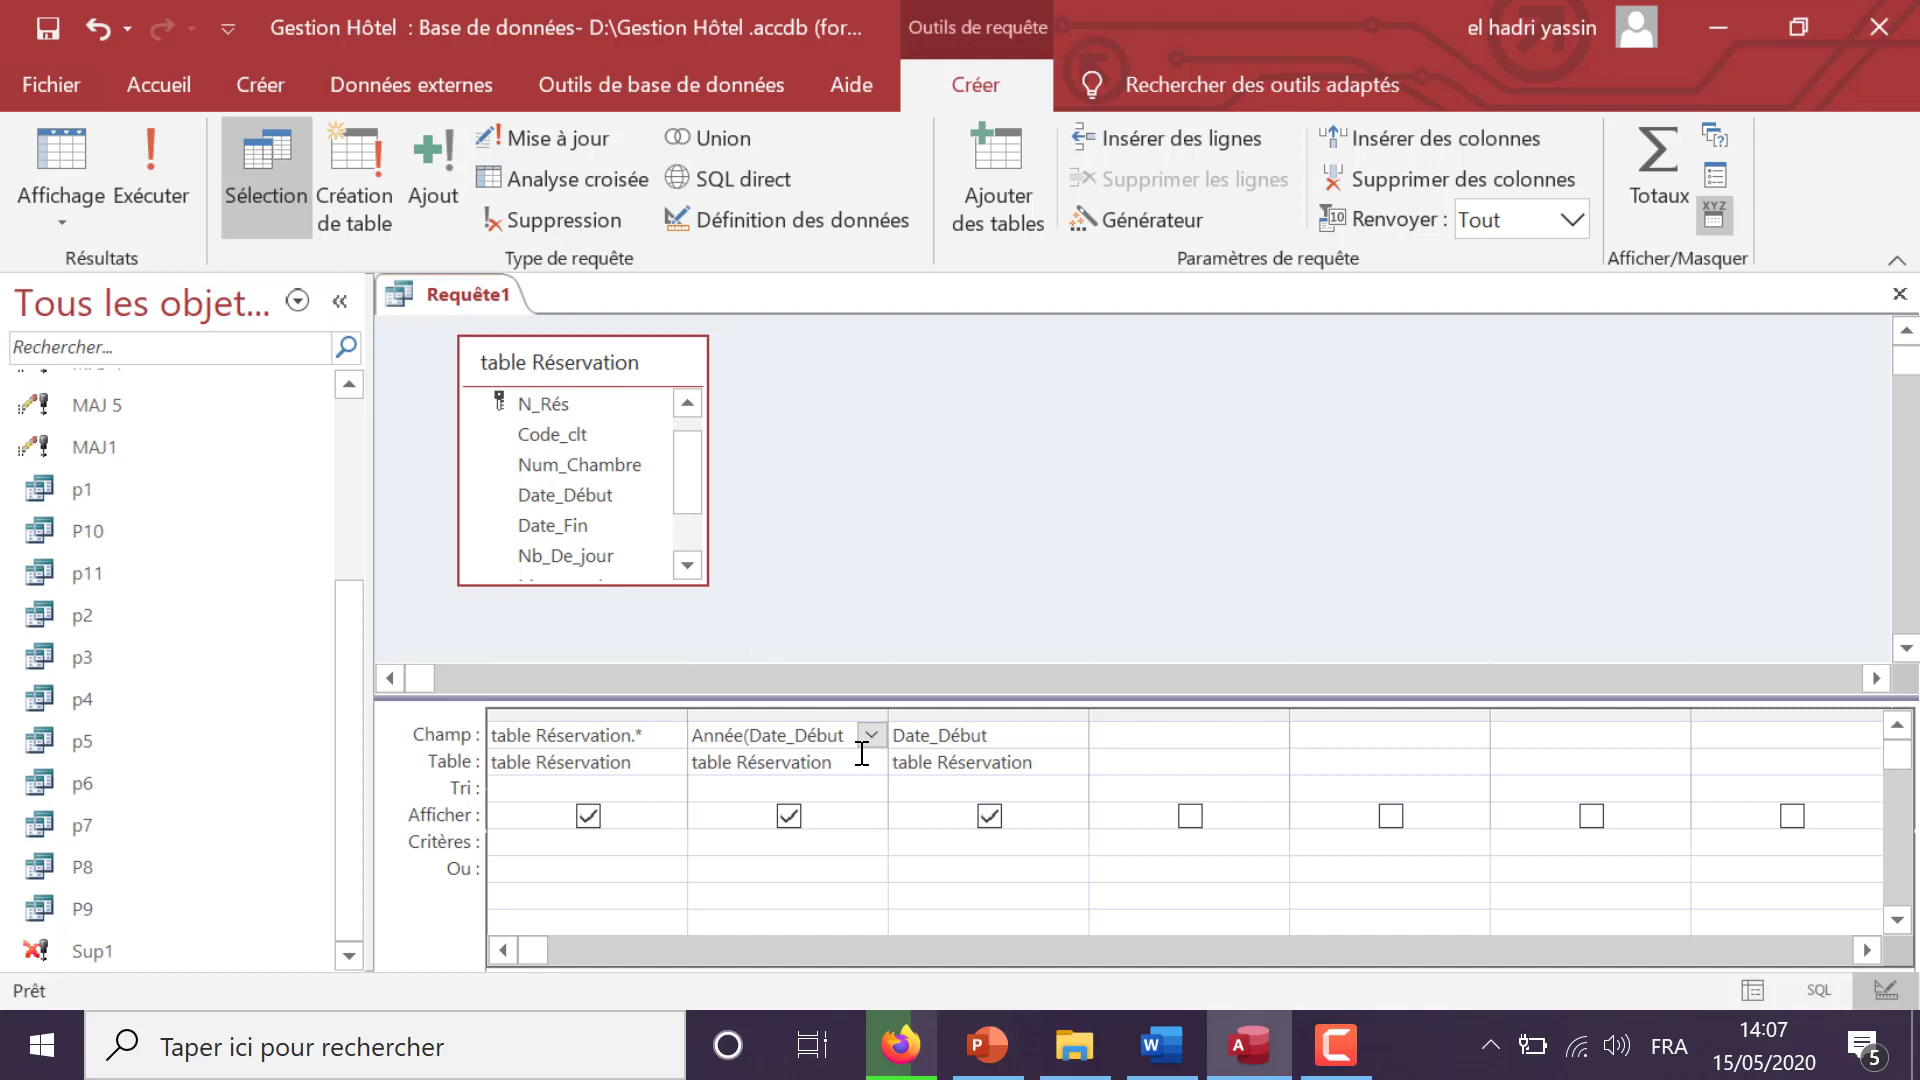 Gestion Hôtel : Base de données- D:\Gestion Hôtel .accdb (for...
Outils de requête
el hadri yassin
Fichier
Accueil
Créer
Données externes
Outils de base de données
Aide
Créer
Rechercher des outils adaptés
Affichage
Exécuter
Sélection
Création
de table
Ajout
Mise à jour
Analyse croisée
Suppression
Union
SQL direct
Définition des données
Ajouter
des tables
Insérer des lignes
Supprimer les lignes
Générateur
Insérer des colonnes
Supprimer des colonnes
10
Renvoyer : Tout
Totaux
XYZ
Résultats
Type de requête
Paramètres de requête
Afficher/Masquer
Tous les objet...
Rechercher...
MAJ 5
MAJ1
p1
P10
p11
p2
p3
p4
p5
p6
p7
P8
P9
Sup1
Requête1
table Réservation
N_Rés
Code_clt
Num_Chambre
Date_Début
Date_Fin
Nb_De_jour
Champ : table Réservation.* Année(Date_Début Date_Début
Table : table Réservation table Réservation table Réservation
Tri :
Afficher :
Critères :
Ou :
Prêt
SQL
Taper ici pour rechercher
P
W
A
FRA
14:07
15/05/2020
5